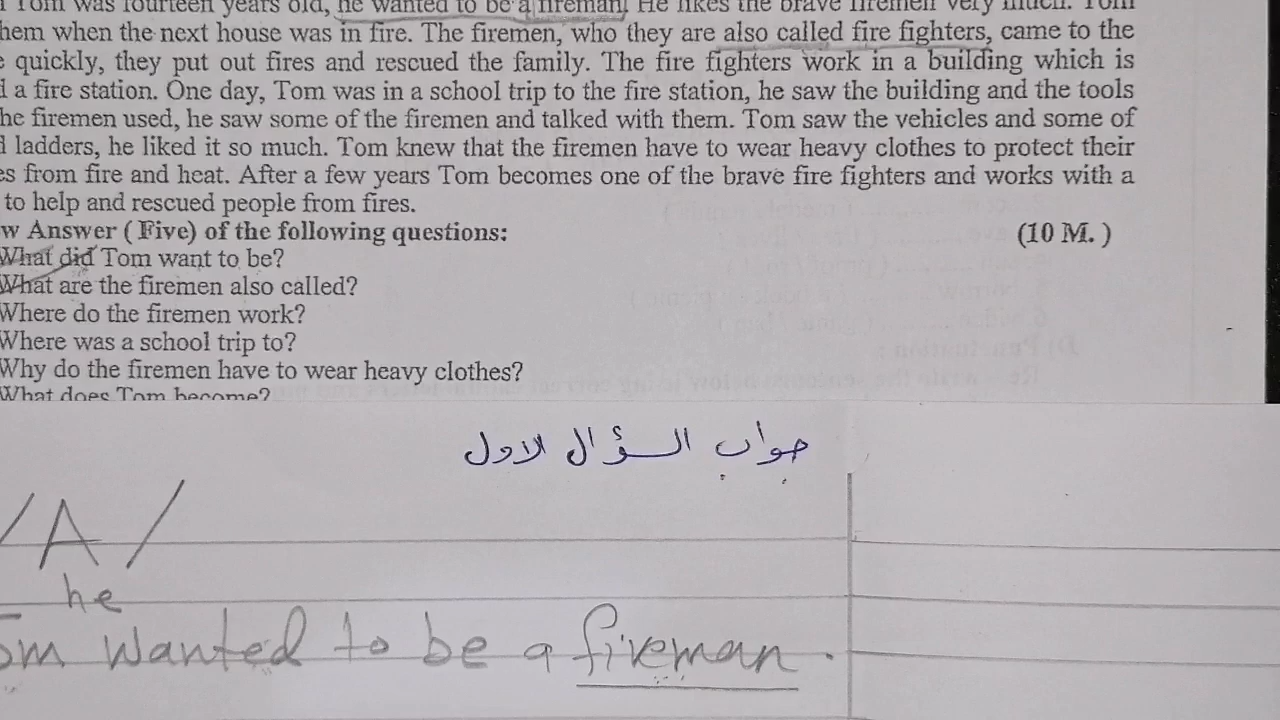 Tom was fourteen years old, he wanted to be a fireman. He likes the brave firemen very much. Tom
hem when the next house was in fire. The firemen, who they are also called fire fighters, came to the
e quickly, they put out fires and rescued the family. The fire fighters work in a building which is
d a fire station. One day, Tom was in a school trip to the fire station, he saw the building and the tools
he firemen used, he saw some of the firemen and talked with them. Tom saw the vehicles and some of
d ladders, he liked it so much. Tom knew that the firemen have to wear heavy clothes to protect their
es from fire and heat. After a few years Tom becomes one of the brave fire fighters and works with a
to help and rescued people from fires.
w Answer ( Five) of the following questions: (10 M. )
What did Tom want to be?
What are the firemen also called?
Where do the firemen work?
Where was a school trip to?
Why do the firemen have to wear heavy clothes?
What does Tom become?
جواب السؤال الاول
/A/
he
om wanted to be a fireman.